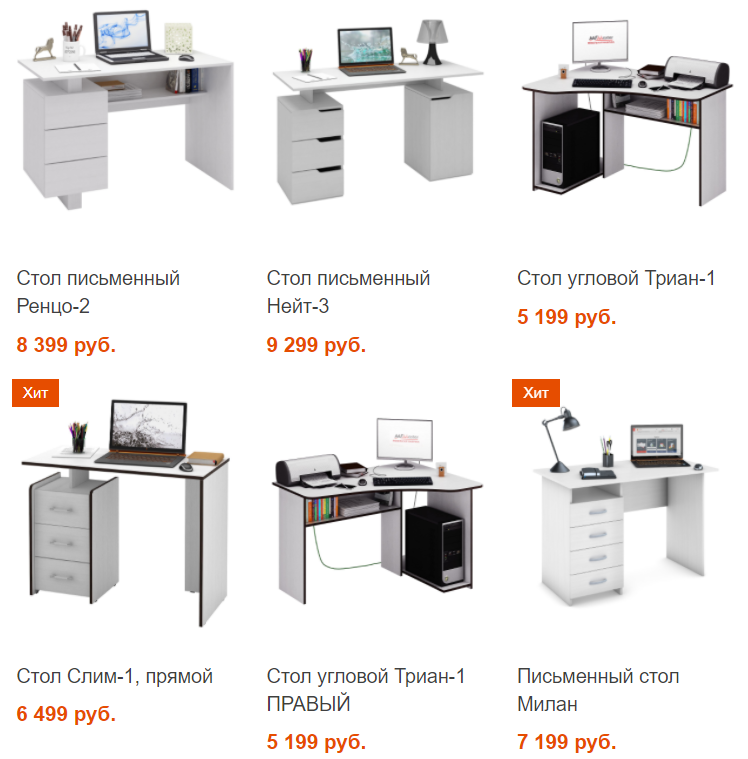 Стол письменный
Ренцо-2
8 399 руб.
Стол письменный
Нейт-3
9 299 руб.
Стол угловой Триан-1
5 199 руб.
Хит
Стол Слим-1, прямой
6 499 руб.
Стол угловой Триан-1
ПРАВЫЙ
5 199 руб.
Хит
Письменный стол
Милан
7 199 руб.